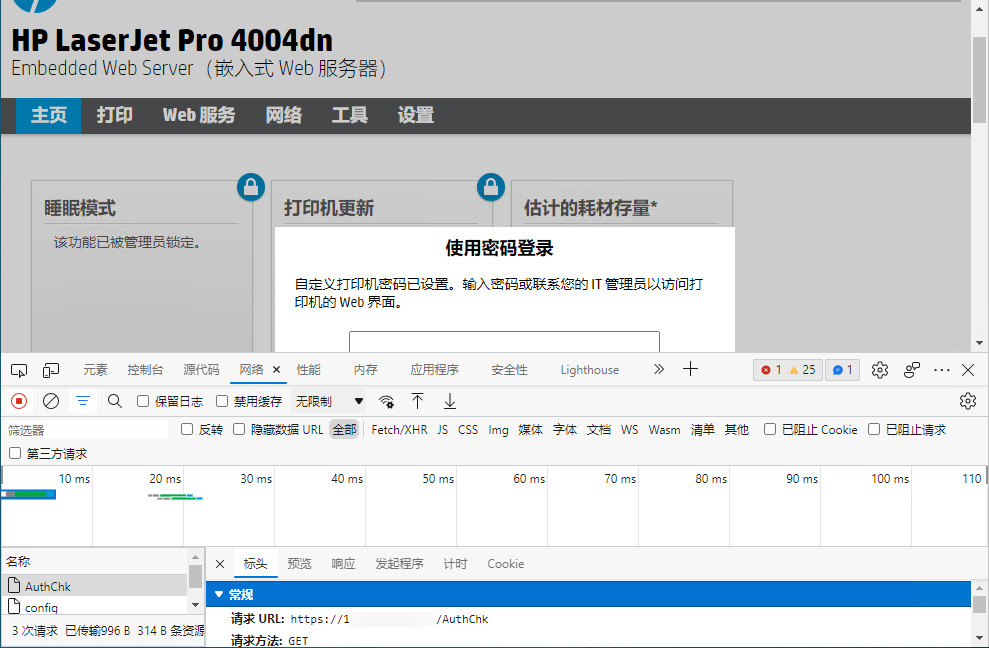 HP LaserJet Pro 4004dn
Embedded Web Server（嵌入式 Web 服务器）
主页 打印 Web 服务 网络 工具 设置
睡眠模式 打印机更新 估计的耗材存量*
该功能已被管理员锁定。
使用密码登录
自定义打印机密码已设置。输入密码或联系您的 IT 管理员以访问打
印机的 Web 界面。
元素 控制台 源代码 网络 性能 内存 应用程序 安全性 Lighthouse 1 25 1
保留日志 禁用缓存 无限制
筛选器 反转 隐藏数据 URL 全部 Fetch/XHR JS CSS Img 媒体 字体 文档 WS Wasm 清单 其他 已阻止 Cookie 已阻止请求
第三方请求
10 ms 20 ms 30 ms 40 ms 50 ms 60 ms 70 ms 80 ms 90 ms 100 ms 110
名称 标头 预览 响应 发起程序 计时 Cookie
AuthChk 常规
config 请求 URL: https://1 /AuthChk
3 次请求 已传输996 B 314 B 条资源 请求方法: GET